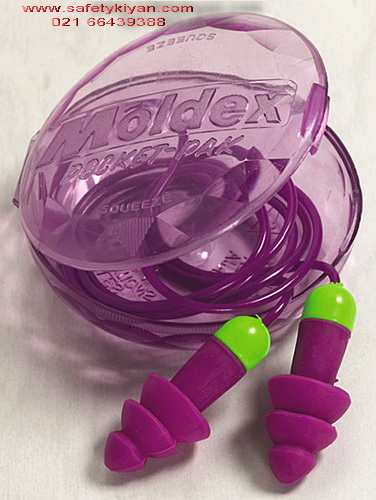 www.safetykiyan.com
021 66439388
SQUEEZE
Moldex
POCKET-PAK
SQUEEZE